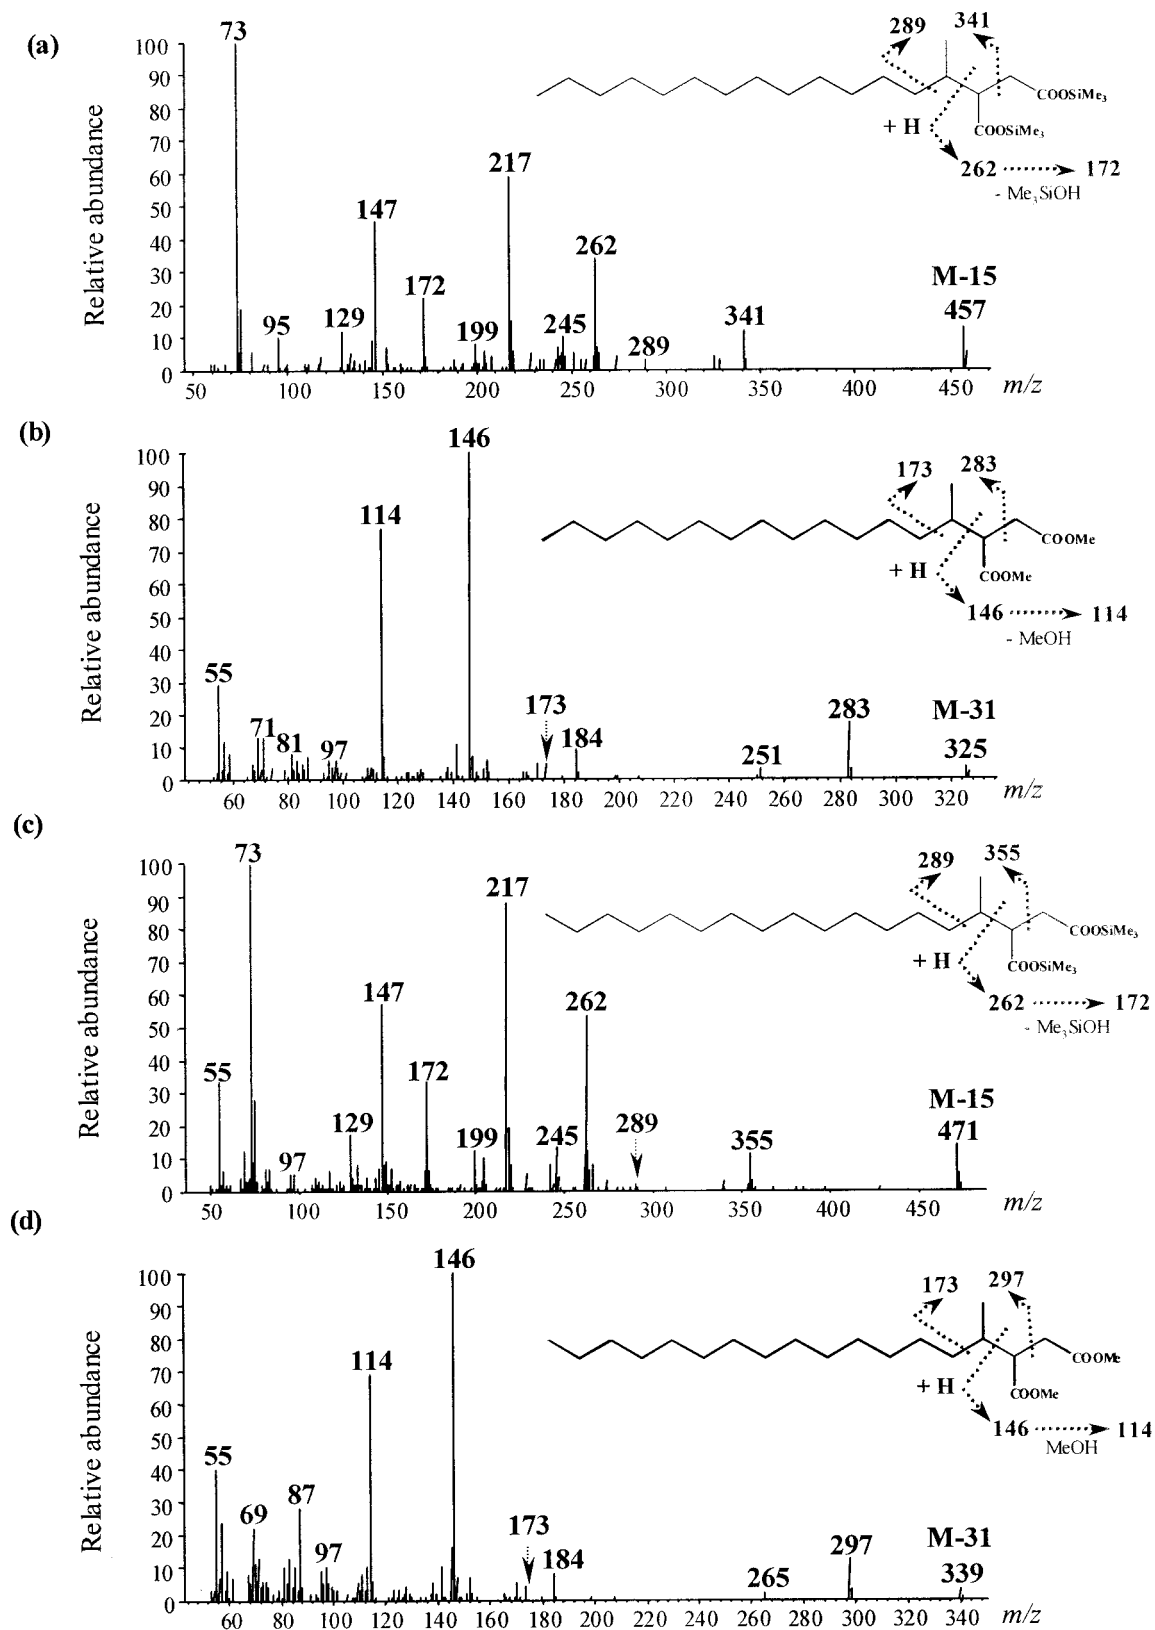 (a)
73
289 341
COOSiMe3
COOSiMe3
+ H
262 172
- Me3SiOH
217
147
262
172
95 129 199 245 289 341
M-15
457
Relative abundance
100
90
80
70
60
50
40
30
20
10
0
50 100 150 200 250 300 350 400 450 m/z
(b)
146
173 283
COOMe
COOMe
+ H
146 114
- MeOH
114
55
71 81 97
173
184
251
283
M-31
325
Relative abundance
100
90
80
70
60
50
40
30
20
10
0
60 80 100 120 140 160 180 200 220 240 260 280 300 320 m/z
(c)
73
289 355
COOSiMe3
COOSiMe3
+ H
262 172
- Me3SiOH
217
147
262
55
172
129
97
199 245
289
355
M-15
471
Relative abundance
100
90
80
70
60
50
40
30
20
10
0
50 100 150 200 250 300 350 400 450 m/z
(d)
146
173 297
COOMe
COOMe
+ H
146 114
MeOH
114
55
69
87
97
173
184
265
297
M-31
339
Relative abundance
100
90
80
70
60
50
40
30
20
10
0
60 80 100 120 140 160 180 200 220 240 260 280 300 320 340 m/z